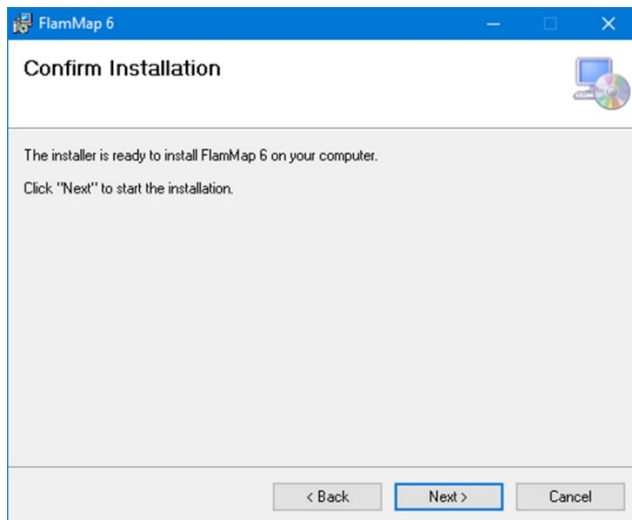 FlamMap 6
Confirm Installation
The installer is ready to install FlamMap 6 on your computer.
Click "Next" to start the installation.
< Back
Next >
Cancel